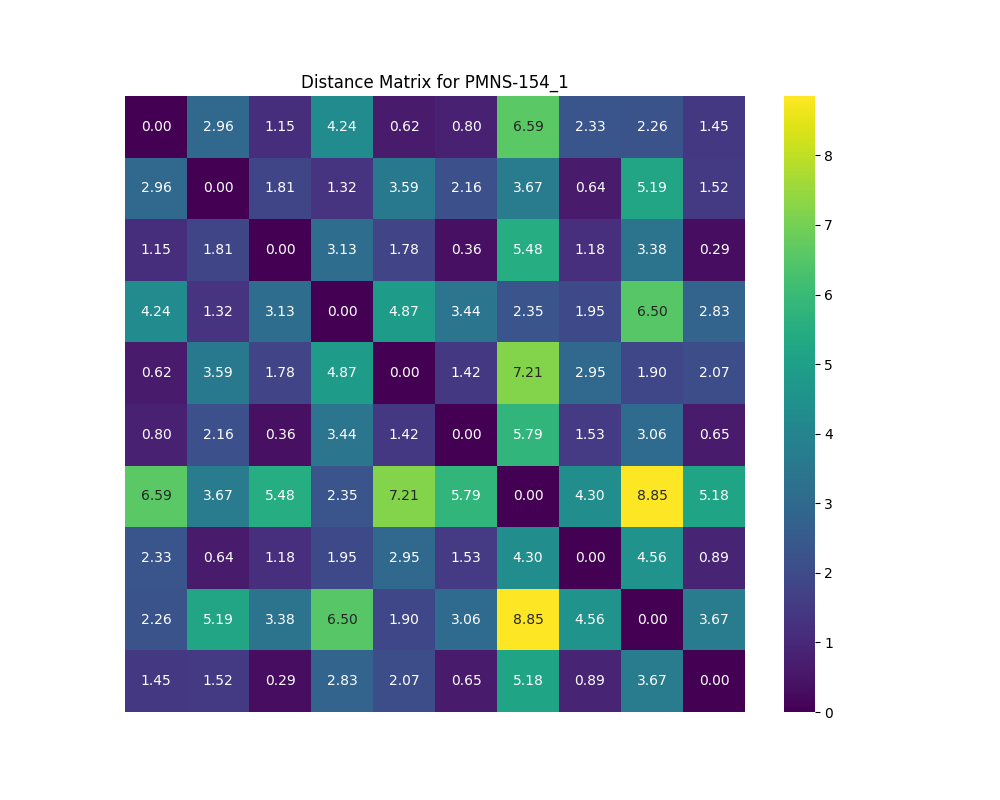 Distance Matrix for PMNS-154_1
0.00 2.96 1.15 4.24 0.62 0.80 6.59 2.33 2.26 1.45
2.96 0.00 1.81 1.32 3.59 2.16 3.67 0.64 5.19 1.52
1.15 1.81 0.00 3.13 1.78 0.36 5.48 1.18 3.38 0.29
4.24 1.32 3.13 0.00 4.87 3.44 2.35 1.95 6.50 2.83
0.62 3.59 1.78 4.87 0.00 1.42 7.21 2.95 1.90 2.07
0.80 2.16 0.36 3.44 1.42 0.00 5.79 1.53 3.06 0.65
6.59 3.67 5.48 2.35 7.21 5.79 0.00 4.30 8.85 5.18
2.33 0.64 1.18 1.95 2.95 1.53 4.30 0.00 4.56 0.89
2.26 5.19 3.38 6.50 1.90 3.06 8.85 4.56 0.00 3.67
1.45 1.52 0.29 2.83 2.07 0.65 5.18 0.89 3.67 0.00
8
7
6
5
4
3
2
1
0